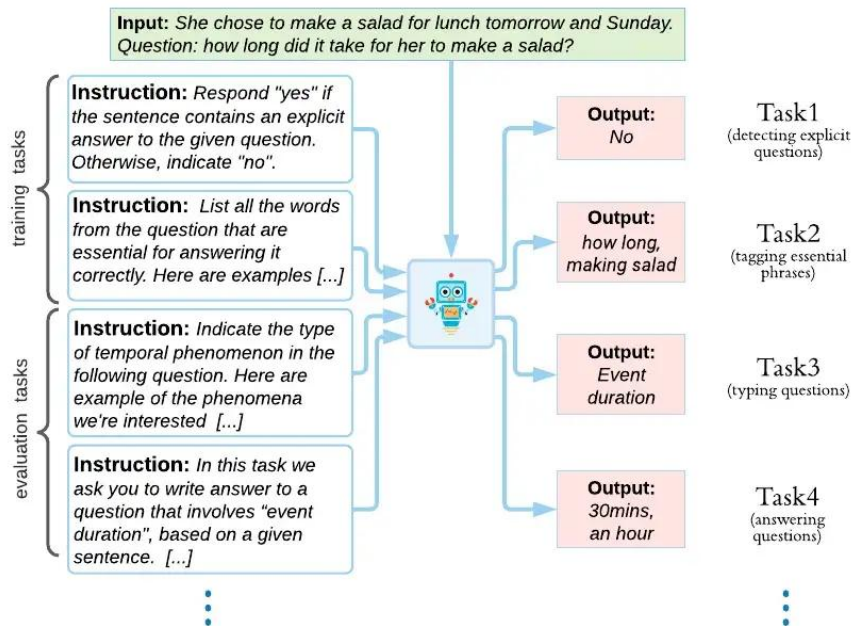 Input: She chose to make a salad for lunch tomorrow and Sunday.
Question: how long did it take for her to make a salad?
training tasks
Instruction: Respond "yes" if
the sentence contains an explicit
answer to the given question.
Otherwise, indicate "no".
Instruction: List all the words
from the question that are
essential for answering it
correctly. Here are examples [...]
evaluation tasks
Instruction: Indicate the type
of temporal phenomenon in the
following question. Here are
example of the phenomena
we're interested [...]
Instruction: In this task we
ask you to write answer to a
question that involves "event
duration", based on a given
sentence. [...]
Output:
No
Task1
(detecting explicit
questions)
Output:
how long,
making salad
Task2
(tagging essential
phrases)
Output:
Event
duration
Task3
(typing questions)
Output:
30mins,
an hour
Task4
(answering
questions)